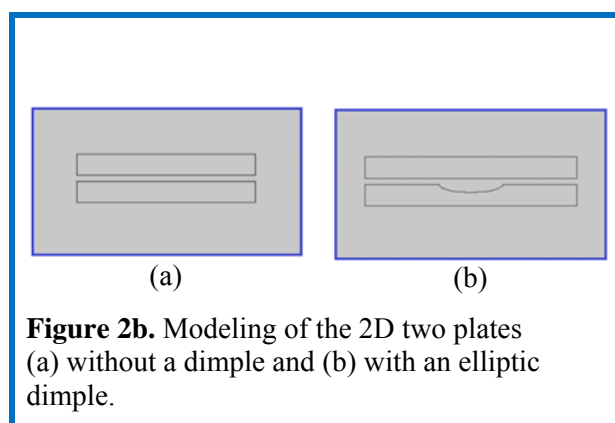 (a) (b)
Figure 2b. Modeling of the 2D two plates
(a) without a dimple and (b) with an elliptic
dimple.